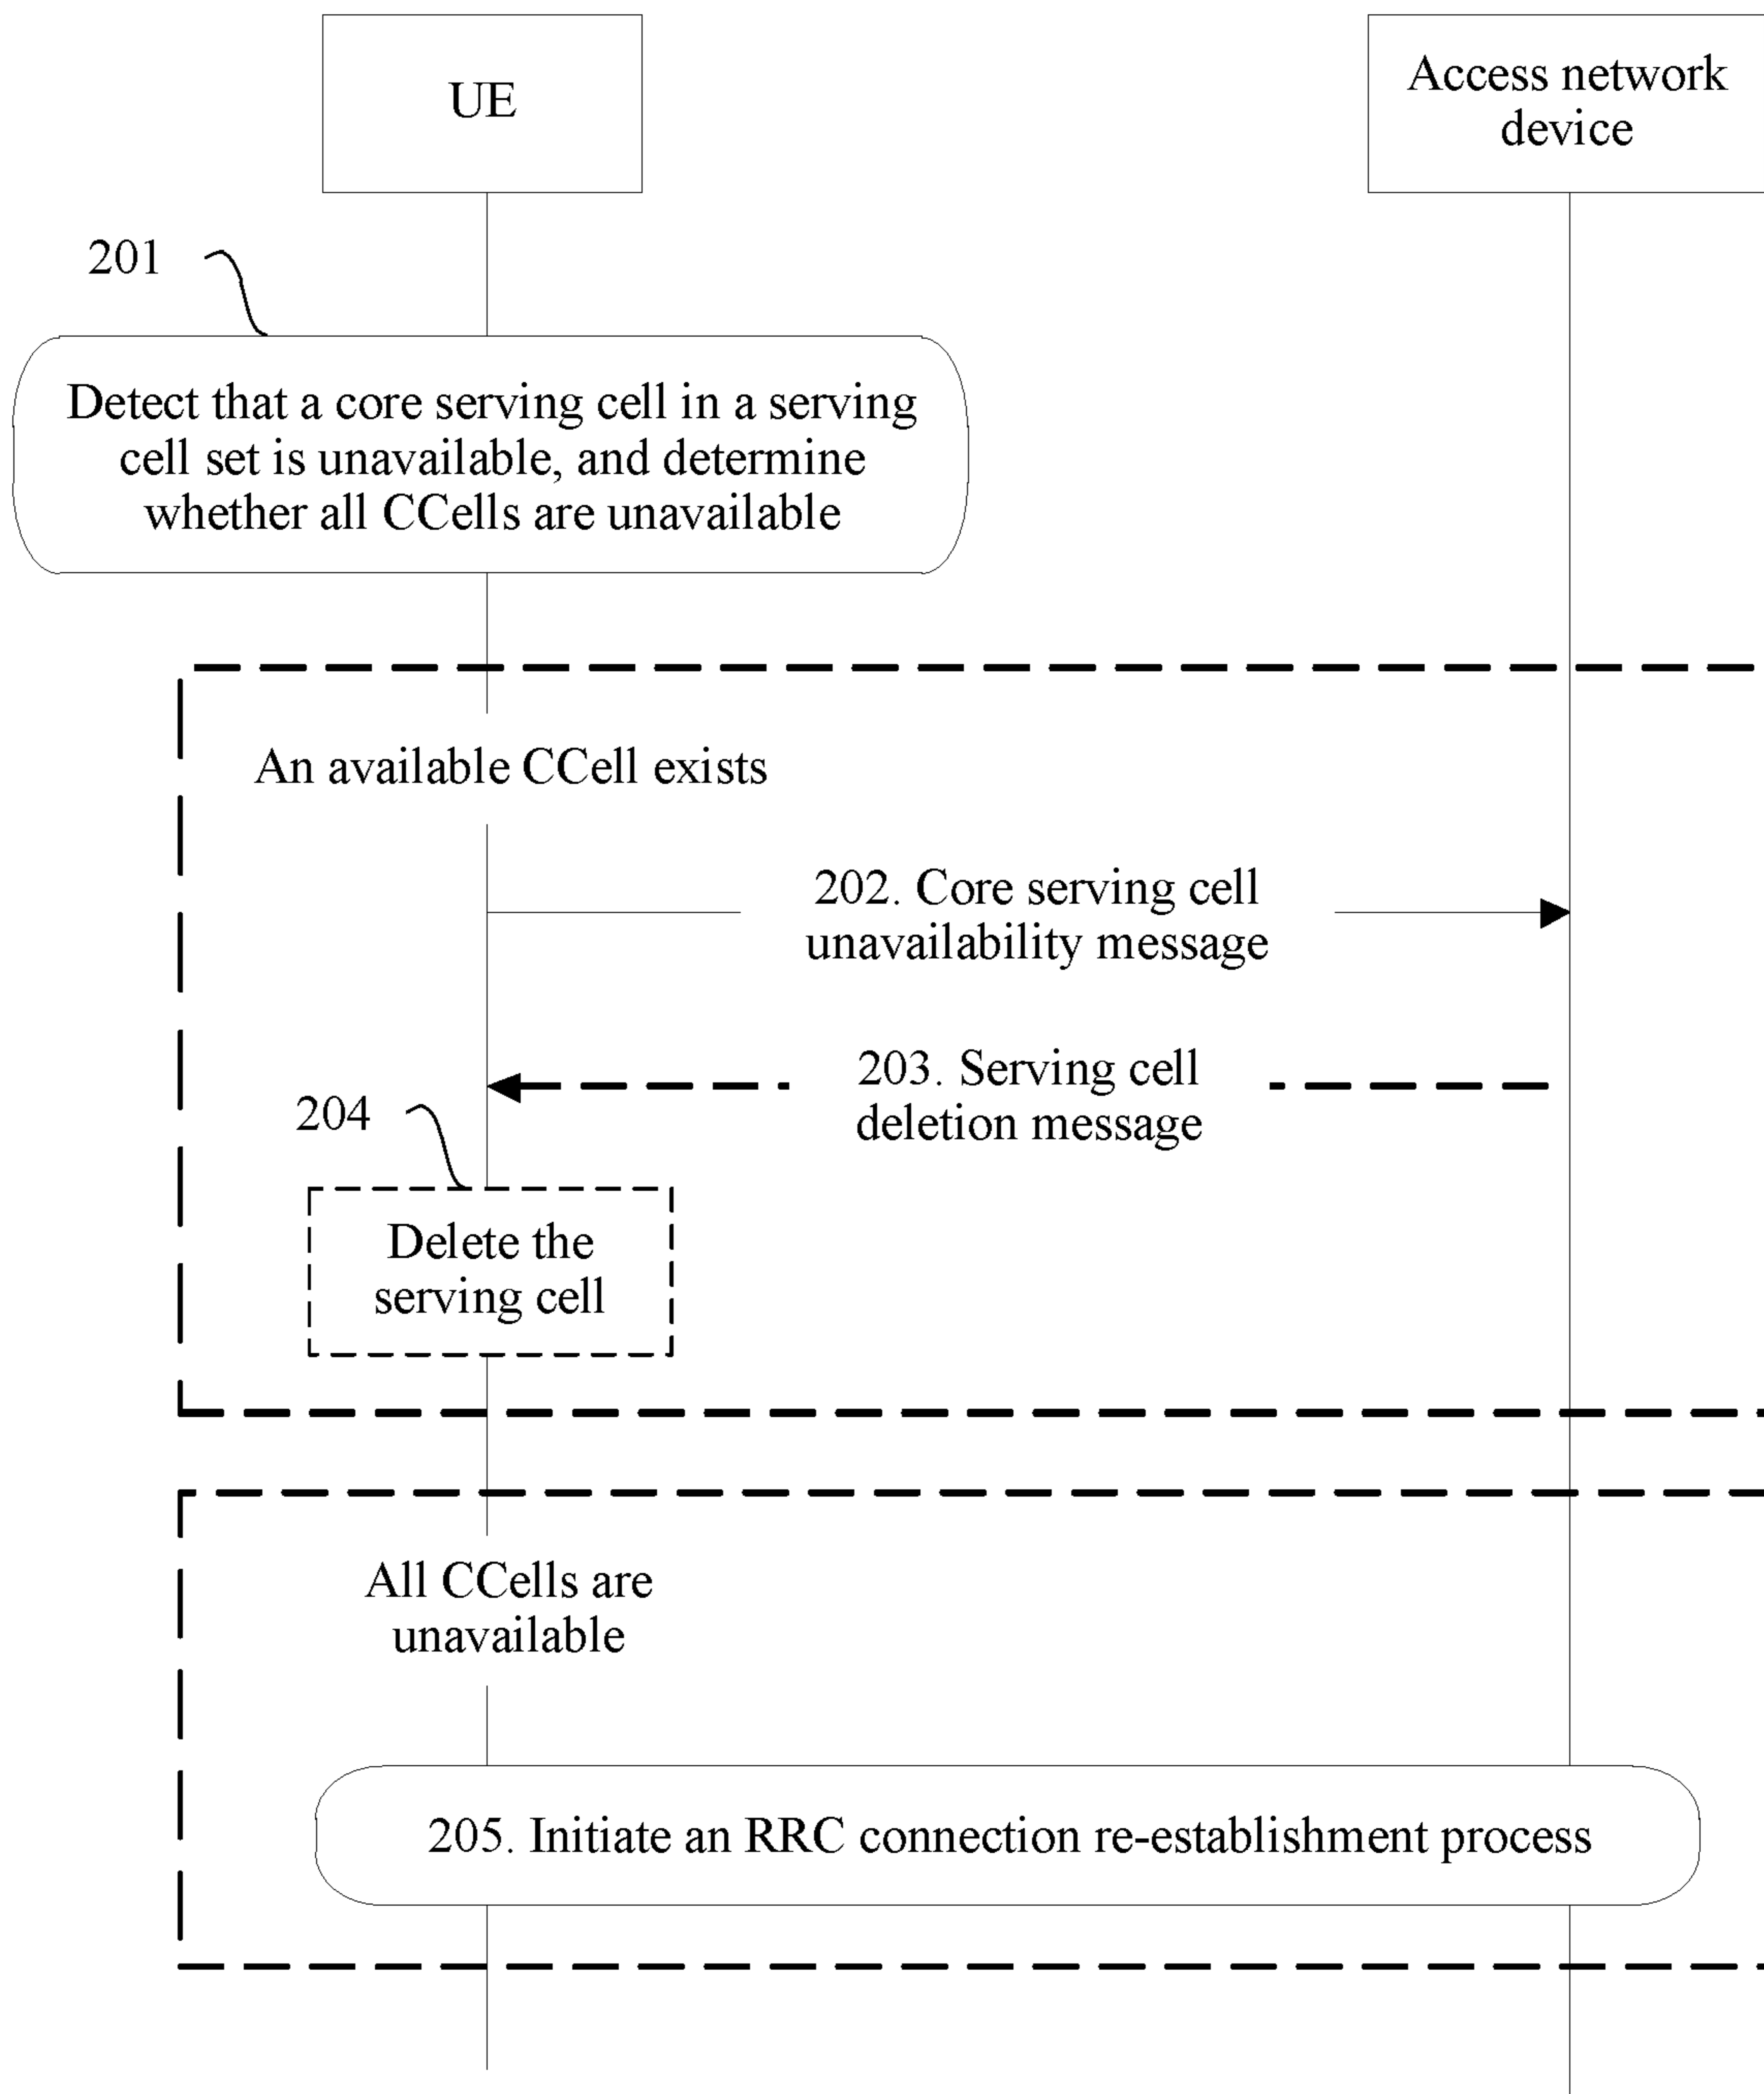 UE
Access network
device
201
Detect that a core serving cell in a serving
cell set is unavailable, and determine
whether all CCells are unavailable
An available CCell exists
202. Core serving cell
unavailability message
203. Serving cell
deletion message
204
Delete the
serving cell
All CCells are
unavailable
205. Initiate an RRC connection re-establishment process